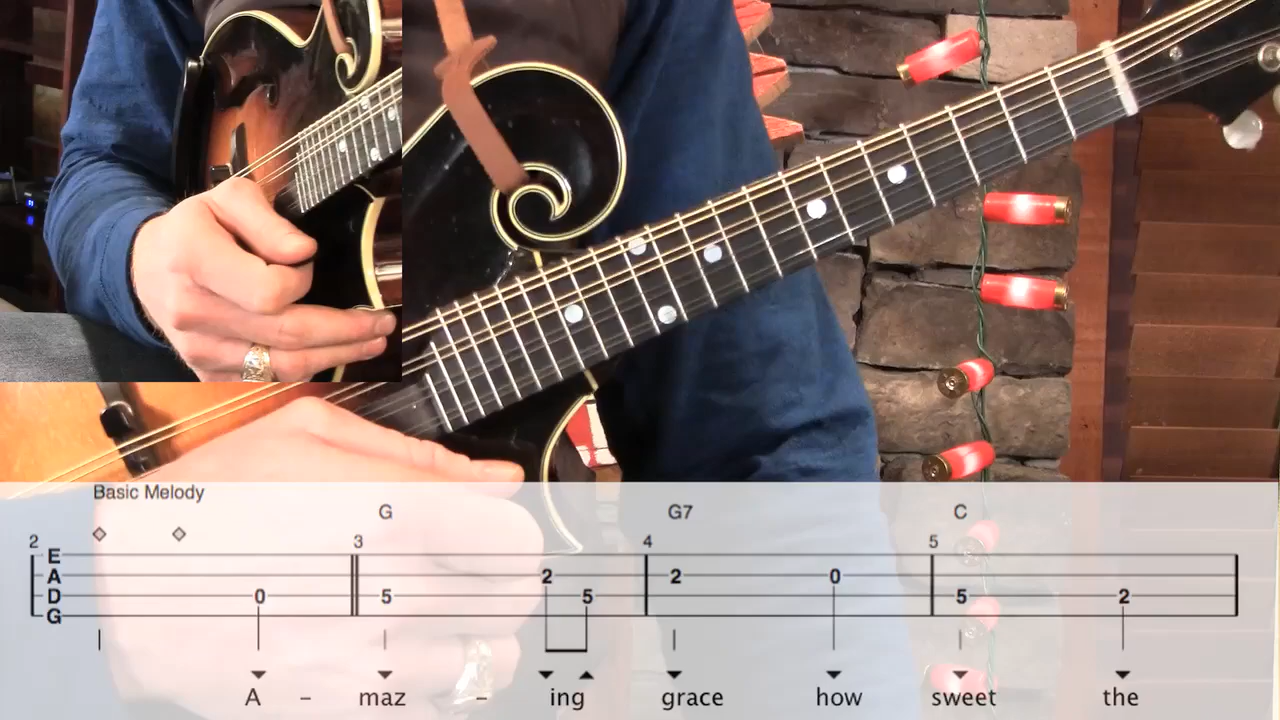 Basic Melody
G G7 C
2 3 4 5
E
A 2 2 0
D 0 5 5 5 2
G
A – maz – ing grace how sweet the